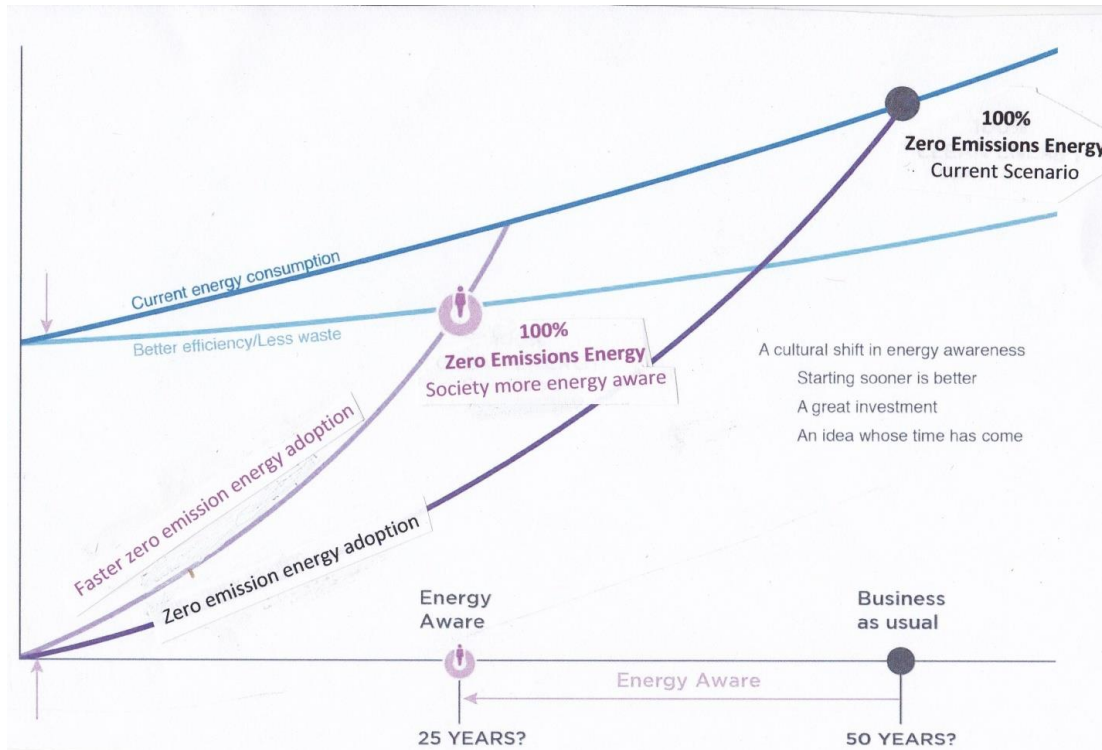 100%
Zero Emissions Energy
Current Scenario
Current energy consumption
Better efficiency/Less waste
100%
Zero Emissions Energy
Society more energy aware
A cultural shift in energy awareness
Starting sooner is better
A great investment
An idea whose time has come
Faster zero emission energy adoption
Zero emission energy adoption
Energy
Aware
Business
as usual
Energy Aware
25 YEARS?
50 YEARS?